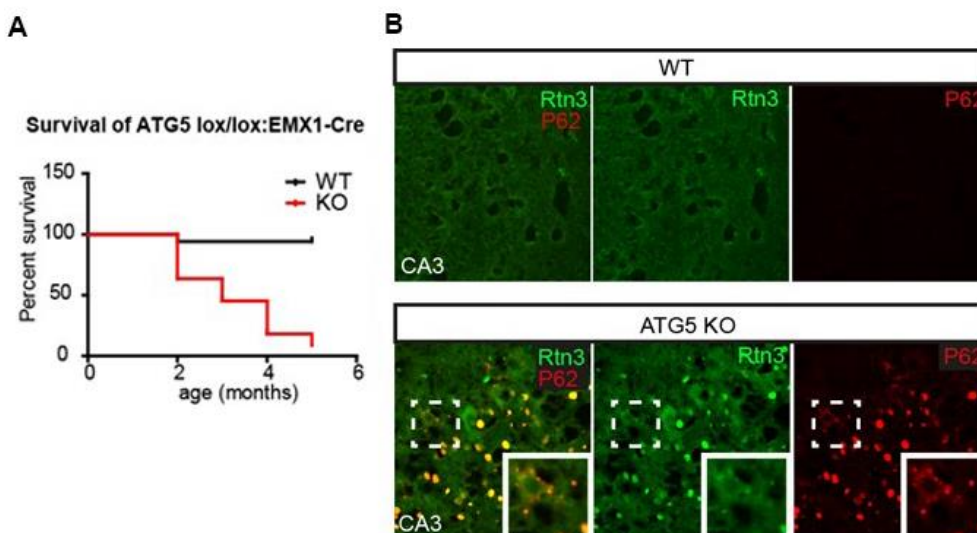 A
Survival of ATG5 lox/lox:EMX1-Cre
WT
KO
150
100
50
0
Percent survival
0
2
4
6
age (months)
B
WT
Rtn3
P62
CA3
Rtn3
P62
ATG5 KO
Rtn3
P62
CA3
Rtn3
P62